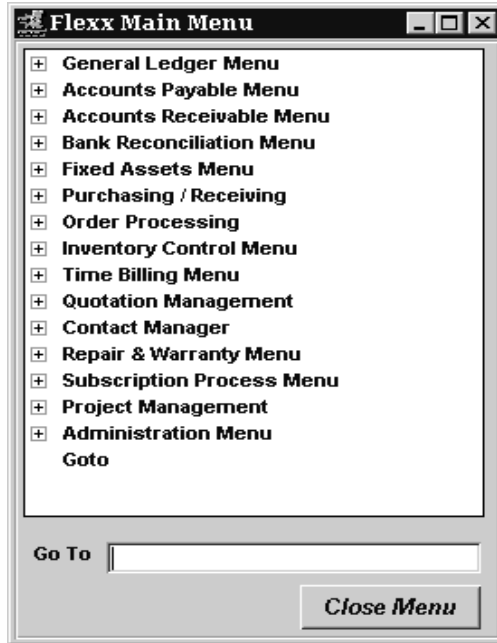 Flexx Main Menu
General Ledger Menu
Accounts Payable Menu
Accounts Receivable Menu
Bank Reconciliation Menu
Fixed Assets Menu
Purchasing / Receiving
Order Processing
Inventory Control Menu
Time Billing Menu
Quotation Management
Contact Manager
Repair & Warranty Menu
Subscription Process Menu
Project Management
Administration Menu
Goto
Go To
Close Menu